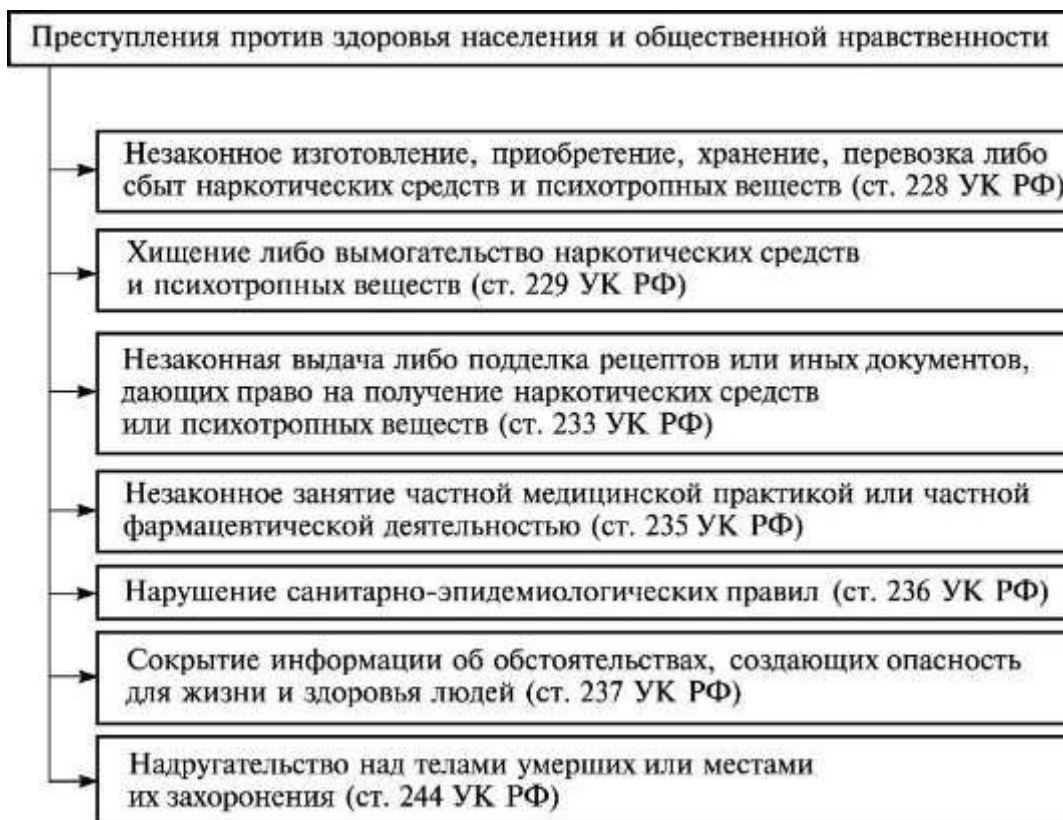 Преступления против здоровья населения и общественной нравственности
Незаконное изготовление, приобретение, хранение, перевозка либо
сбыт наркотических средств и психотропных веществ (ст. 228 УК РФ)
Хищение либо вымогательство наркотических средств
и психотропных веществ (ст. 229 УК РФ)
Незаконная выдача либо подделка рецептов или иных документов,
дающих право на получение наркотических средств
или психотропных веществ (ст. 233 УК РФ)
Незаконное занятие частной медицинской практикой или частной
фармацевтической деятельностью (ст. 235 УК РФ)
Нарушение санитарно-эпидемиологических правил (ст. 236 УК РФ)
Сокрытие информации об обстоятельствах, создающих опасность
для жизни и здоровья людей (ст. 237 УК РФ)
Надругательство над телами умерших или местами
их захоронения (ст. 244 УК РФ)